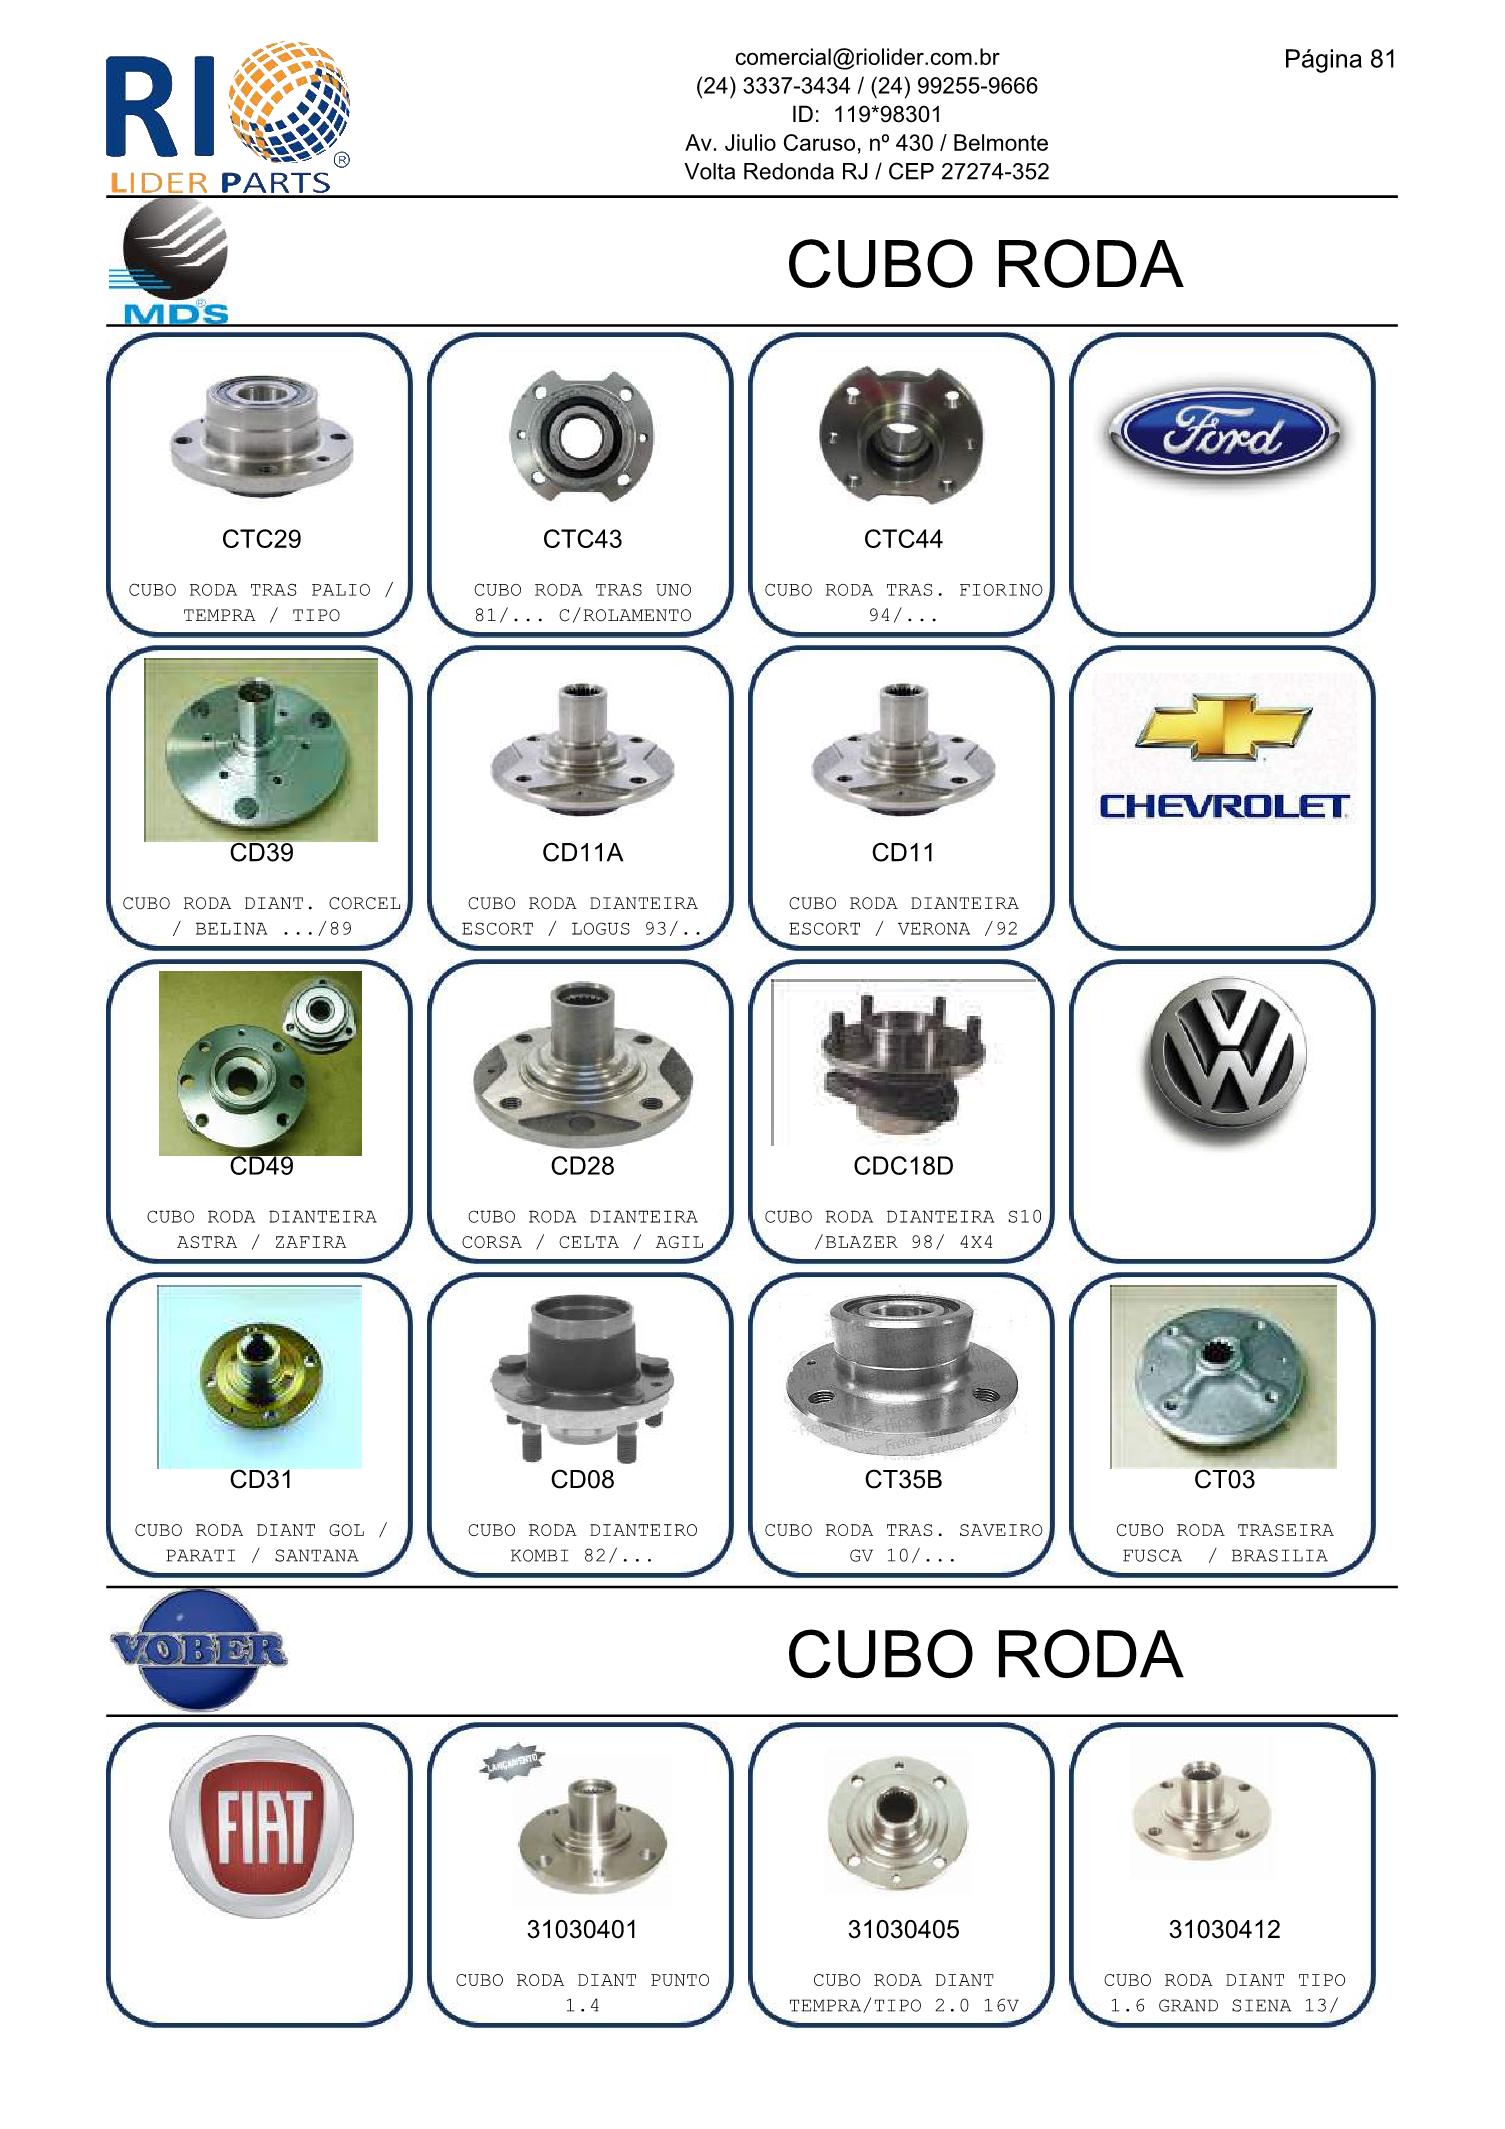 RIO
LIDER PARTS
®
comercial@riolider.com.br
(24) 3337-3434 / (24) 99255-9666
ID:  119*98301
Av. Jiulio Caruso, nº 430 / Belmonte
Volta Redonda RJ / CEP 27274-352
Página 81
MDS®
CUBO RODA
CTC29
CUBO RODA TRAS PALIO /
TEMPRA / TIPO
CTC43
CUBO RODA TRAS UNO
81/... C/ROLAMENTO
CTC44
CUBO RODA TRAS. FIORINO
94/...
Ford
CD39
CUBO RODA DIANT. CORCEL
/ BELINA .../89
CD11A
CUBO RODA DIANTEIRA
ESCORT / LOGUS 93/..
CD11
CUBO RODA DIANTEIRA
ESCORT / VERONA /92
CHEVROLET
CD49
CUBO RODA DIANTEIRA
ASTRA / ZAFIRA
CD28
CUBO RODA DIANTEIRA
CORSA / CELTA / AGIL
CDC18D
CUBO RODA DIANTEIRA S10
/BLAZER 98/ 4X4
VW
CD31
CUBO RODA DIANT GOL /
PARATI / SANTANA
CD08
CUBO RODA DIANTEIRO
KOMBI 82/...
CT35B
CUBO RODA TRAS. SAVEIRO
GV 10/...
CT03
CUBO RODA TRASEIRA
FUSCA  / BRASILIA
VOBER
CUBO RODA
FIAT
LANÇAMENTO
31030401
CUBO RODA DIANT PUNTO
1.4
31030405
CUBO RODA DIANT
TEMPRA/TIPO 2.0 16V
31030412
CUBO RODA DIANT TIPO
1.6 GRAND SIENA 13/